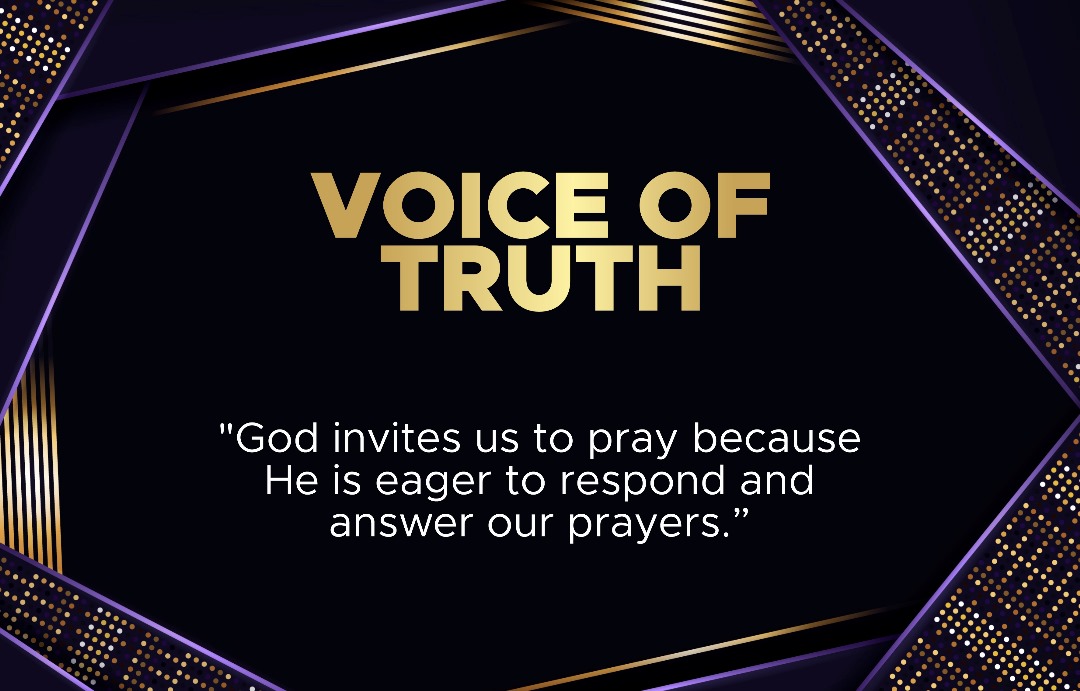 VOICE OF
TRUTH
"God invites us to pray because
He is eager to respond and
answer our prayers.”